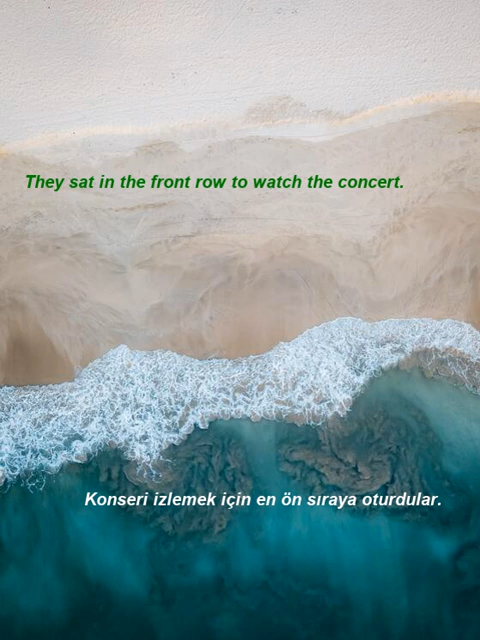 They sat in the front row to watch the concert.
Konseri izlemek için en ön sıraya oturdular.